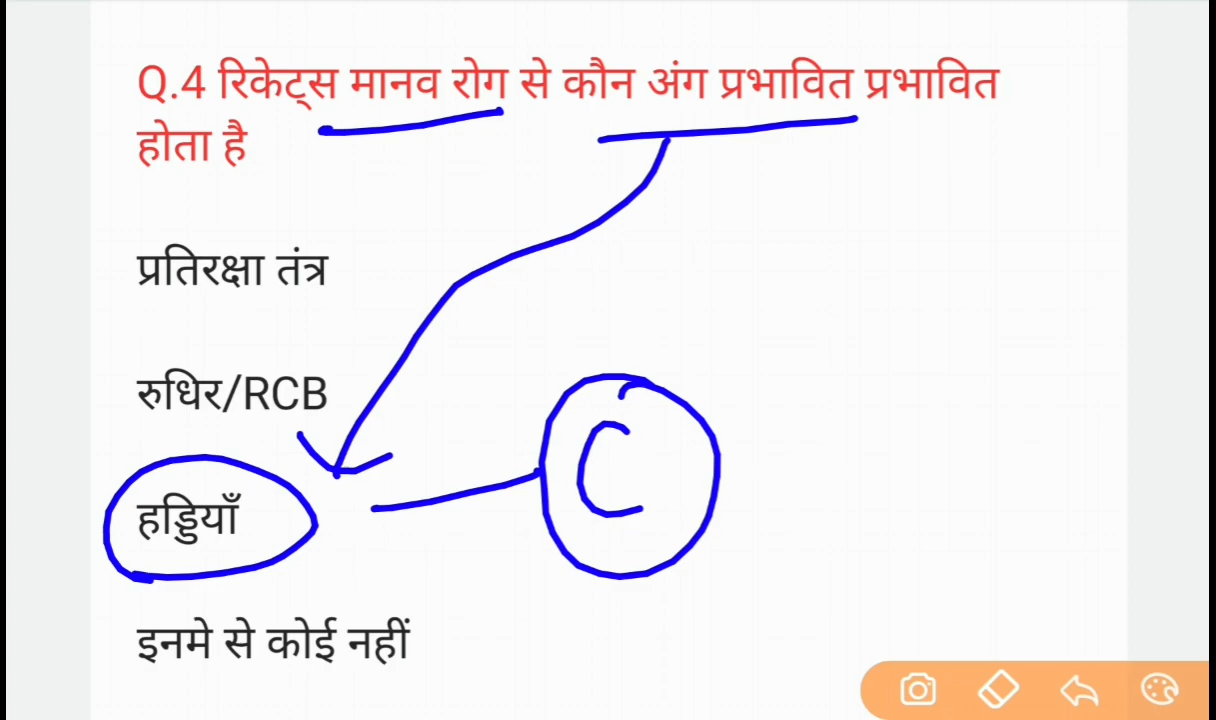 Q.4 रिकेट्स मानव रोग से कौन अंग प्रभावित प्रभावित
होता है
प्रतिरक्षा तंत्र
रुधिर/RCB
हड्डियाँ
C
इनमे से कोई नहीं